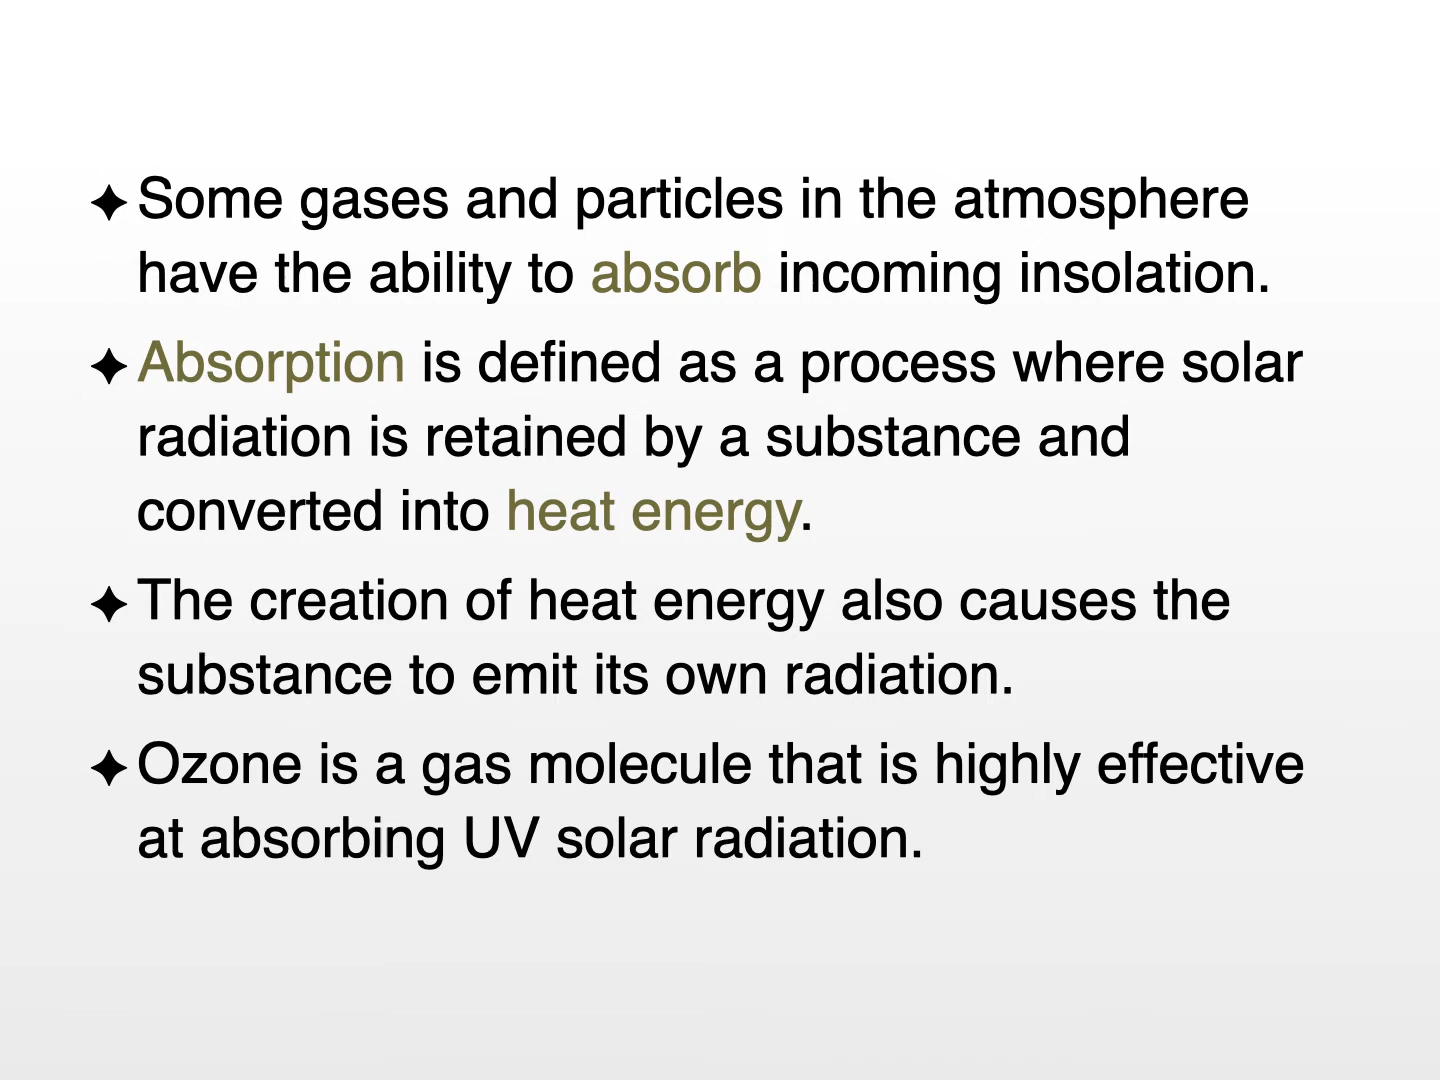 ✦Some gases and particles in the atmosphere
have the ability to absorb incoming insolation.
✦Absorption is defined as a process where solar
radiation is retained by a substance and
converted into heat energy.
✦The creation of heat energy also causes the
substance to emit its own radiation.
✦Ozone is a gas molecule that is highly effective
at absorbing UV solar radiation.